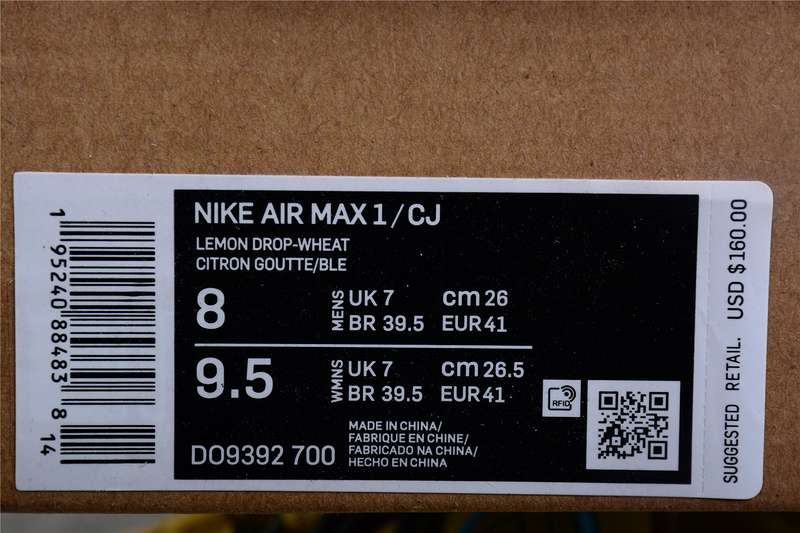 NIKE AIR MAX 1 / CJ
LEMON DROP-WHEAT
CITRON GOUTTE/BLE
8
MENS
UK 7 cm 26
BR 39.5 EUR 41
9.5
WMNS
UK 7 cm 26.5
BR 39.5 EUR 41
DO9392 700
MADE IN CHINA/
FABRIQUE EN CHINE/
FABRICADO NA CHINA/
HECHO EN CHINA
RFID
1 95240 88483 8 14
SUGGESTED RETAIL. USD $160.00